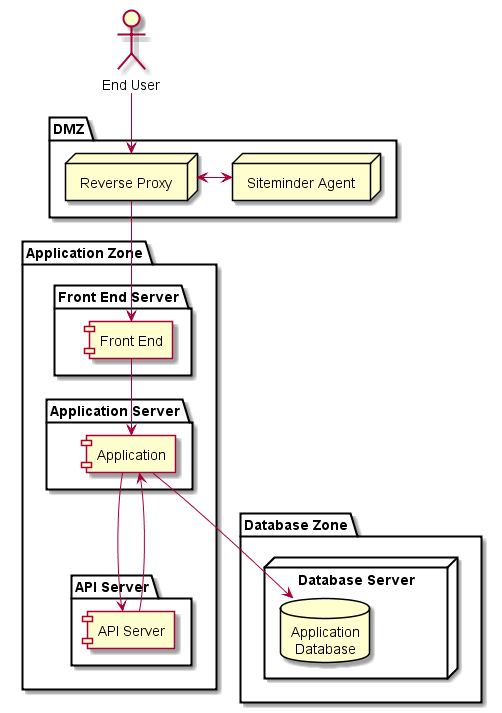 End User
DMZ
Reverse Proxy
Siteminder Agent
Application Zone
Front End Server
Front End
Application Server
Application
Database Zone
Database Server
Application
Database
API Server
API Server